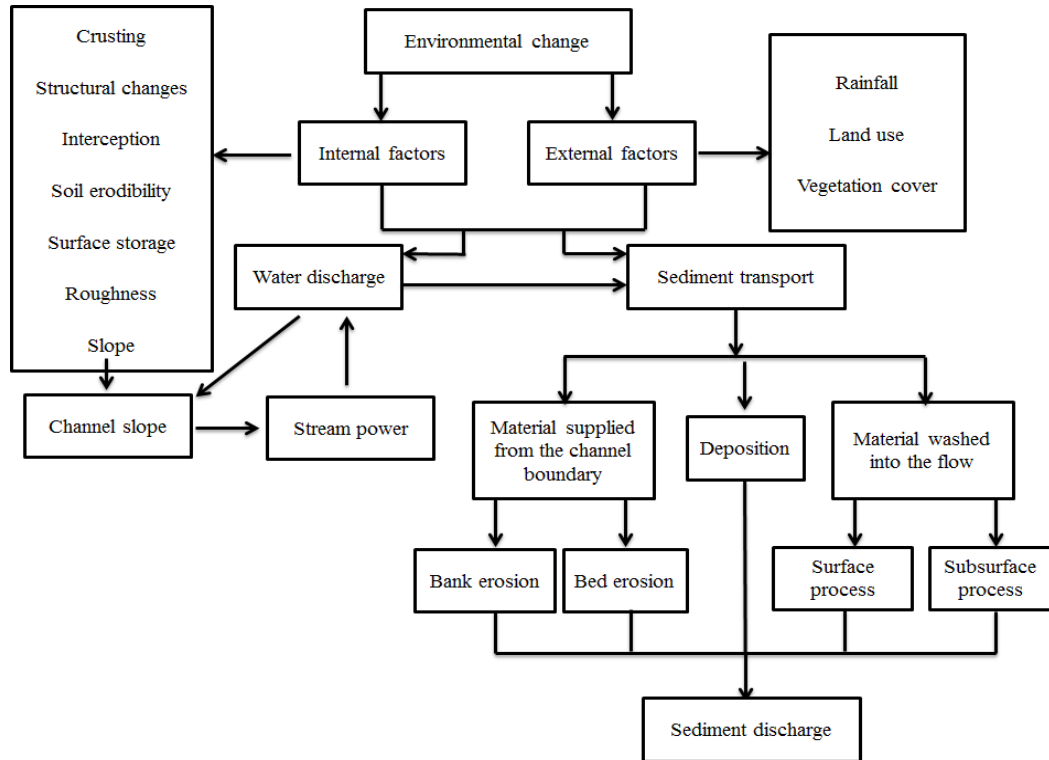 Crusting
Structural changes
Interception
Soil erodibility
Surface storage
Roughness
Slope
Environmental change
Internal factors
External factors
Rainfall
Land use
Vegetation cover
Water discharge
Sediment transport
Channel slope
Stream power
Material supplied
from the channel
boundary
Deposition
Material washed
into the flow
Bank erosion
Bed erosion
Surface
process
Subsurface
process
Sediment discharge